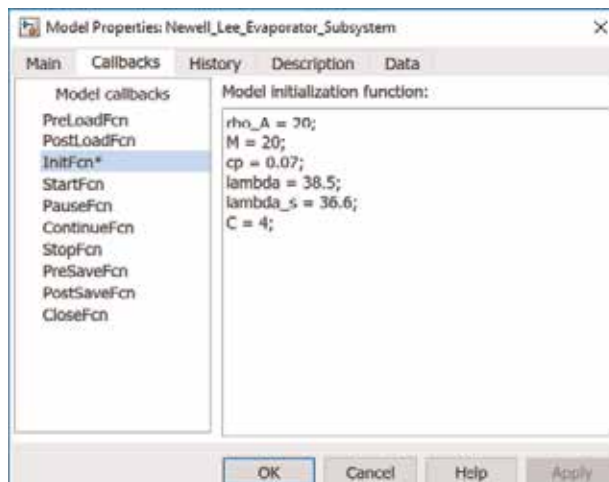 Model Properties: Newell_Lee_Evaporator_Subsystem
Main Callbacks History Description Data
Model callbacks
PreLoadFcn
PostLoadFcn
InitFcn*
StartFcn
PauseFcn
ContinueFcn
StopFcn
PreSaveFcn
PostSaveFcn
CloseFcn
Model initialization function:
rho_A = 20;
M = 20;
cp = 0.07;
lambda = 38.5;
lambda_s = 36.6;
C = 4;
OK Cancel Help Apply